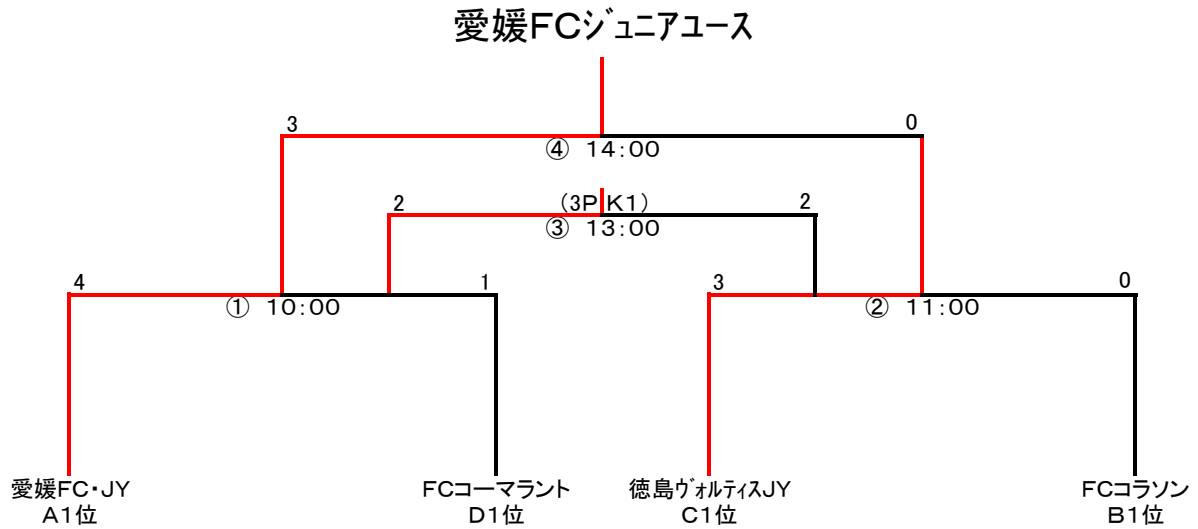 愛媛FCジュニアユース
3
0
④ 14:00
2
(3PK1)
2
③ 13:00
4
1
3
0
① 10:00
② 11:00
愛媛FC・JY
FCコーマラント
徳島ヴォルティスJY
FCコラソン
A1位
D1位
C1位
B1位